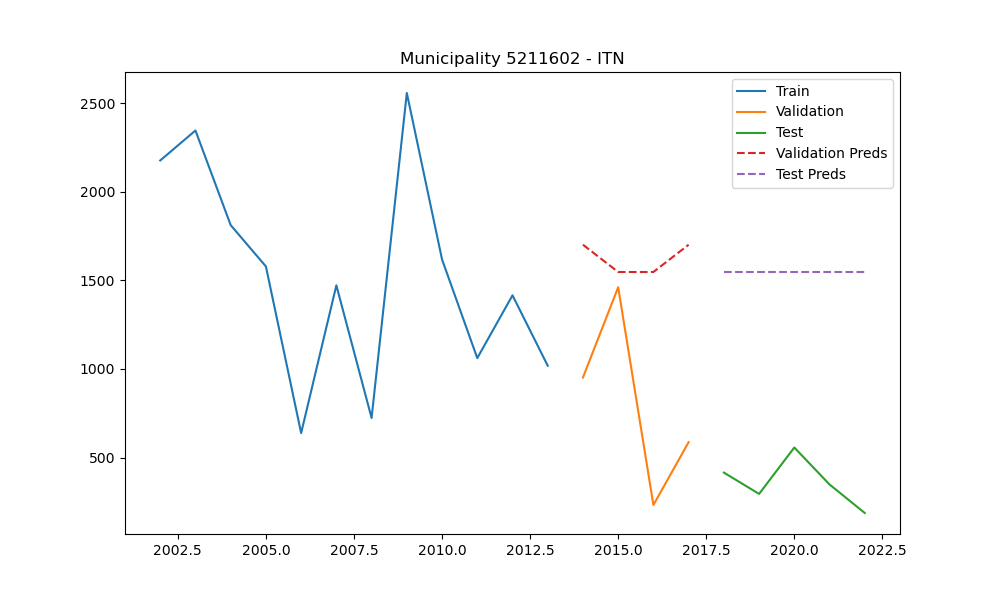 Municipality 5211602 - ITN
Train
Validation
Test
Validation Preds
Test Preds
2500
2000
1500
1000
500
2002.5 2005.0 2007.5 2010.0 2012.5 2015.0 2017.5 2020.0 2022.5